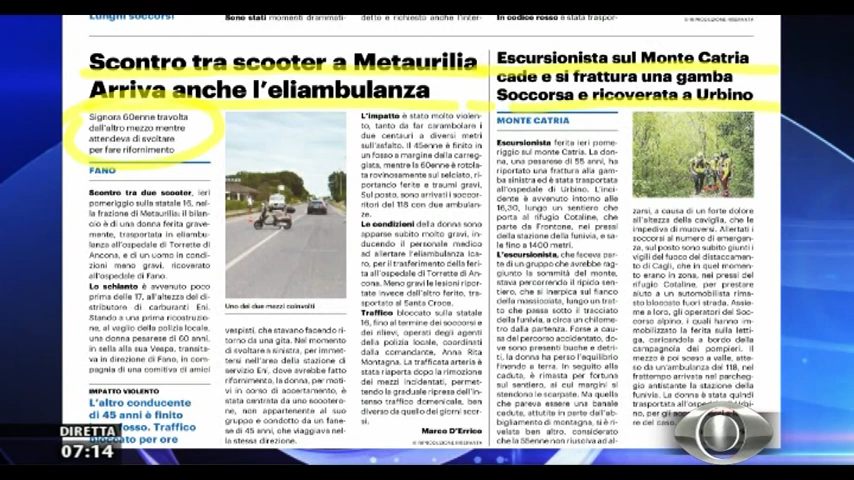 Lunghi soccorsi
Sono stati momenti drammati-
detto e richiesto anche l'inter-
In codice rosso è stata traspor-
© RIPRODUZIONE RISERVATA
Scontro tra scooter a Metaurilia
Arriva anche l'eliambulanza
Signora 60enne travolta
dall'altro mezzo mentre
attendeva di svoltare
per fare rifornimento
FANO
Scontro tra due scooter, ieri
pomeriggio sulla statale 16, nel-
la frazione di Metaurilia: il bilan-
cio è di una donna ferita grave-
mente, trasportata in eliambu-
lanza all'ospedale di Torrette di
Ancona, e di un uomo in condi-
zioni meno gravi, ricoverato
all'ospedale di Fano.
Lo schianto è avvenuto poco
prima delle 17, all'altezza del di-
stributore di carburanti Eni.
Stando a una prima ricostruzio-
ne, al vaglio della polizia locale,
una donna pesarese di 60 anni,
in sella alla sua Vespa, transita-
va in direzione di Fano, in com-
pagnia di una comitiva di amici
IMPATTO VIOLENTO
L'altro conducente
di 45 anni è finito
fosso. Traffico
bloccato per ore
Uno dei due mezzi coinvolti
vespisti, che stavano facendo ri-
torno da una gita. Nel momento
di svoltare a sinistra, per immet-
tersi nell'area della stazione di
servizio Eni, dove avrebbe fatto
rifornimento, la donna, per moti-
vi in corso di accertamento, è
stata centrata da uno scootero-
ne, non appartenente al suo
gruppo e condotto da un fane-
se di 45 anni, che viaggiava nel-
la stessa direzione.
L'impatto è stato molto violen-
to, tanto da far carambolare i
due centauri a diversi metri
sull'asfalto. Il 45enne è finito in
un fosso a margine della carreg-
giata, mentre la 60enne è rotola-
ta rovinosamente sul selciato, ri-
portando ferite e traumi gravi.
Sul posto, sono arrivati i soccor-
ritori del 118 con due ambulan-
ze.
Le condizioni della donna sono
apparse subito molto gravi, in-
ducendo il personale medico
ad allertare l'eliambulanza Ica-
ro, per il trasferimento della feri-
ta all'ospedale di Torrette di An-
cona. Meno gravi le lesioni ripor-
tate invece dall'altro ferito, tra-
sportato al Santa Croce.
Traffico bloccato sulla statale
16, fino al termine dei soccorsi e
dei rilievi, operati dagli agenti
della polizia locale, coordinati
dalla comandante, Anna Rita
Montagna. La trafficata arteria è
stata riaperta dopo la rimozione
dei mezzi incidentati, permet-
tendo la graduale ripresa dell'in-
tenso traffico domenicale, ben
diverso da quello dei giorni scor-
si.
Marco D'Errico
© RIPRODUZIONE RISERVATA
Escursionista sul Monte Catria
cade e si frattura una gamba
Soccorsa e ricoverata a Urbino
MONTE CATRIA
Escursionista ferita ieri pome-
riggio sul monte Catria. La don-
na, una pesarese di 55 anni, ha
riportato una frattura alla gam-
ba sinistra ed è stata trasportata
all'ospedale di Urbino. L'inci-
dente è avvenuto intorno alle
16,30, lungo un sentiero che
porta al rifugio Cotaline, che
parte da Frontone, nei pressi
della stazione della funivia, e sa-
le fino a 1400 metri.
L'escursionista, che faceva par-
te di un gruppo che avrebbe rag-
giunto la sommità del monte,
stava percorrendo il ripido sen-
tiero, che si inerpica sul fianco
della massicciata, lungo un trat-
to che passa sotto il tracciato
della funivia, a circa un chilome-
tro dalla partenza. Forse a cau-
sa del percorso accidentato, do-
ve sono presenti buche e detri-
ti, la donna ha perso l'equilibrio
finendo a terra. In seguito alla
caduta, è rimasta per fortuna
sul sentiero, ai cui margini si
stendono le scarpate. Ma quella
che pareva essere una banale
caduta, attutite in parte dall'ab-
bigliamento di montagna, si è ri-
velata ben altro, considerato
che la 55enne non riusciva ad al-
zarsi, a causa di un forte dolore
all'altezza della caviglia, che le
impediva di muoversi. Allertati i
soccorsi al numero di emergen-
za, sul posto sono subito giunti i
vigili del fuoco del distaccamen-
to di Cagli, che in quel momen-
to erano in zona, nei pressi del
rifugio Cotaline, per prestare
aiuto a un automobilista rima-
sto bloccato fuori strada. Assie-
me a loro, gli operatori del Soc-
corso alpino, i quali hanno im-
mobilizzato la ferita sulla letti-
ga, caricandola a bordo della
campagnola dei pompieri. Il
mezzo è poi sceso a valle, atte-
so da un'ambulanza del 118, nel
frattempo arrivata nel parcheg-
gio antistante la stazione della
funivia. La donna è stata quindi
trasportata all'ospedale di Urbi-
no, per gli
re del caso.
DIRETTA
07:14